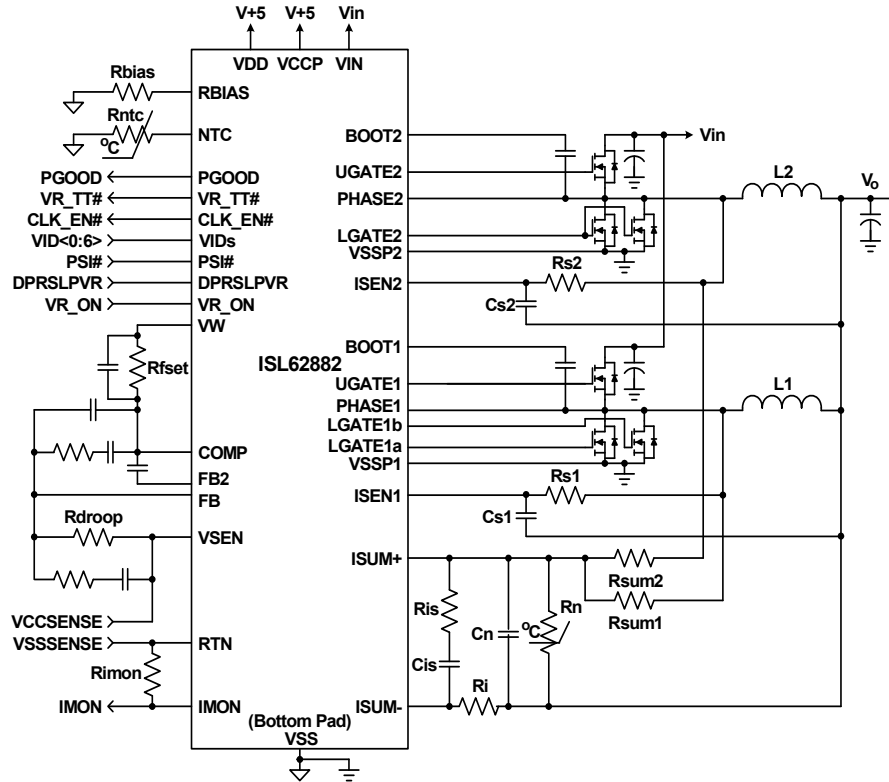 V+5 V+5 Vin
VDD VCCP VIN
Rbias
RBIAS
Rntc
NTC
°C
PGOOD PGOOD
VR_TT# VR_TT#
CLK_EN# CLK_EN#
VID<0:6> VIDs
PSI# PSI#
DPRSLPVR DPRSLPVR
VR_ON VR_ON
VW
Rfset
COMP
FB2
FB
Rdroop
VSEN
VCCSENSE
VSSSENSE RTN
Rimon
IMON IMON
ISL62882
(Bottom Pad)
VSS
BOOT2
Vin
UGATE2
L2
PHASE2
Vo
LGATE2
VSSP2
Rs2
ISEN2
Cs2
BOOT1
UGATE1
L1
PHASE1
LGATE1b
LGATE1a
VSSP1
Rs1
ISEN1
Cs1
ISUM+
Rsum2
Rsum1
Ris
Cn
°C
Rn
Cis
Ri
ISUM-